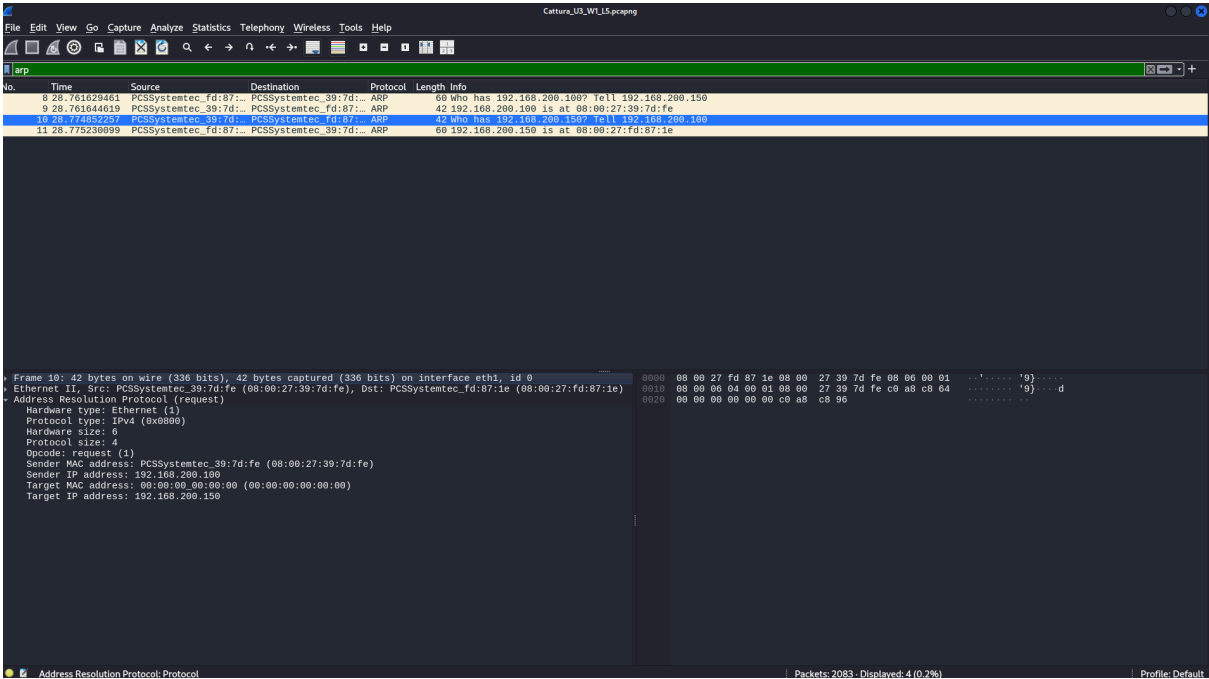 Cattura_U3_W1_L5.pcapng
File Edit View Go Capture Analyze Statistics Telephony Wireless Tools Help
arp
No. Time Source Destination Protocol Length Info
8 28.761629461 PCSSystemtec_fd:87:… PCSSystemtec_39:7d:… ARP 60 Who has 192.168.200.100? Tell 192.168.200.150
9 28.761644619 PCSSystemtec_39:7d:… PCSSystemtec_fd:87:… ARP 42 192.168.200.100 is at 08:00:27:39:7d:fe
10 28.774852257 PCSSystemtec_39:7d:… PCSSystemtec_fd:87:… ARP 42 Who has 192.168.200.150? Tell 192.168.200.100
11 28.775230099 PCSSystemtec_fd:87:… PCSSystemtec_39:7d:… ARP 60 192.168.200.150 is at 08:00:27:fd:87:1e
Frame 10: 42 bytes on wire (336 bits), 42 bytes captured (336 bits) on interface eth1, id 0
Ethernet II, Src: PCSSystemtec_39:7d:fe (08:00:27:39:7d:fe), Dst: PCSSystemtec_fd:87:1e (08:00:27:fd:87:1e)
Address Resolution Protocol (request)
Hardware type: Ethernet (1)
Protocol type: IPv4 (0x0800)
Hardware size: 6
Protocol size: 4
Opcode: request (1)
Sender MAC address: PCSSystemtec_39:7d:fe (08:00:27:39:7d:fe)
Sender IP address: 192.168.200.100
Target MAC address: 00:00:00_00:00:00 (00:00:00:00:00:00)
Target IP address: 192.168.200.150
0000 08 00 27 fd 87 1e 08 00 27 39 7d fe 08 06 00 01 ··'····· '9}·····
0010 08 00 06 04 00 01 08 00 27 39 7d fe c0 a8 c8 64 ········ '9}····d
0020 00 00 00 00 00 00 c0 a8 c8 96 ········ ··
Address Resolution Protocol: Protocol
Packets: 2083 · Displayed: 4 (0.2%)
Profile: Default